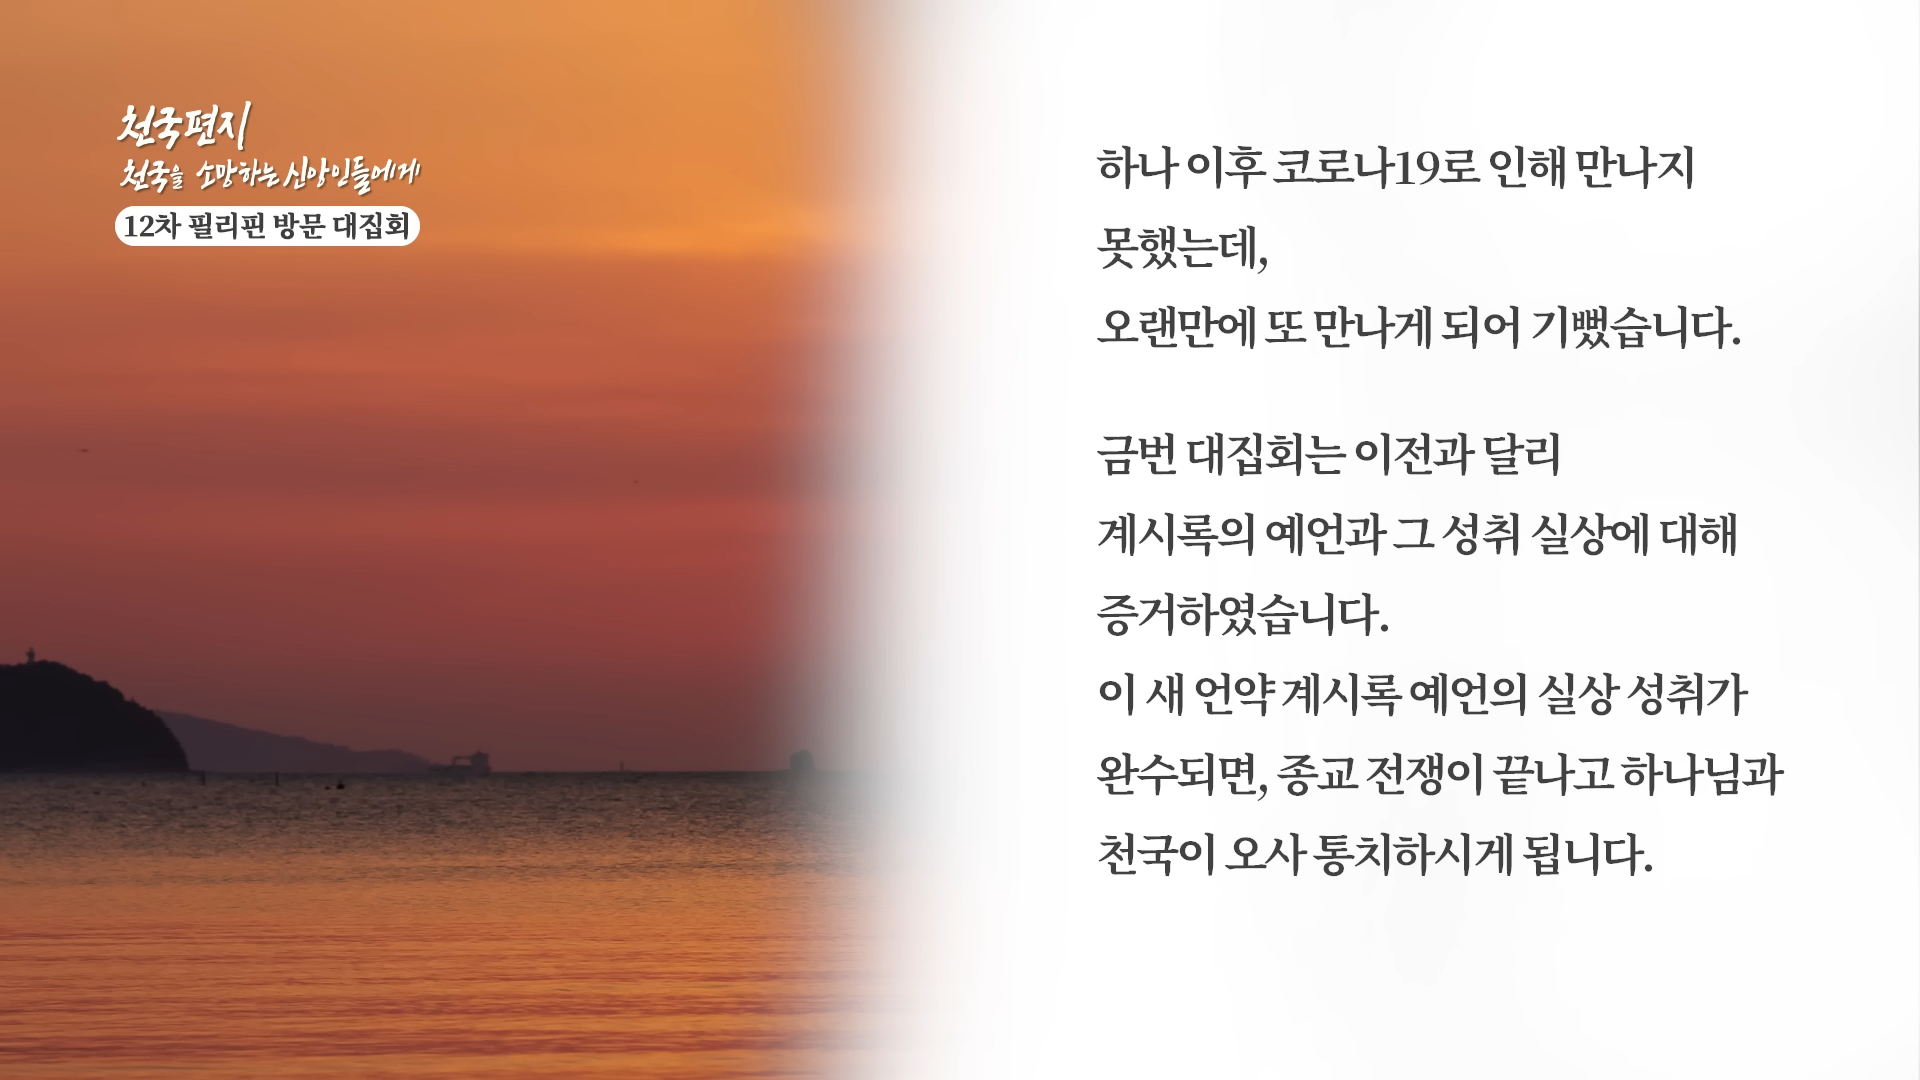 천국편지
천국을 소망하는 신앙인들에게
12차 필리핀 방문 대집회
하나 이후 코로나19로 인해 만나지
못했는데,
오랜만에 또 만나게 되어 기뻤습니다.
금번 대집회는 이전과 달리
계시록의 예언과 그 성취 실상에 대해
증거하였습니다.
이 새 언약 계시록 예언의 실상 성취가
완수되면, 종교 전쟁이 끝나고 하나님과
천국이 오사 통치하시게 됩니다.